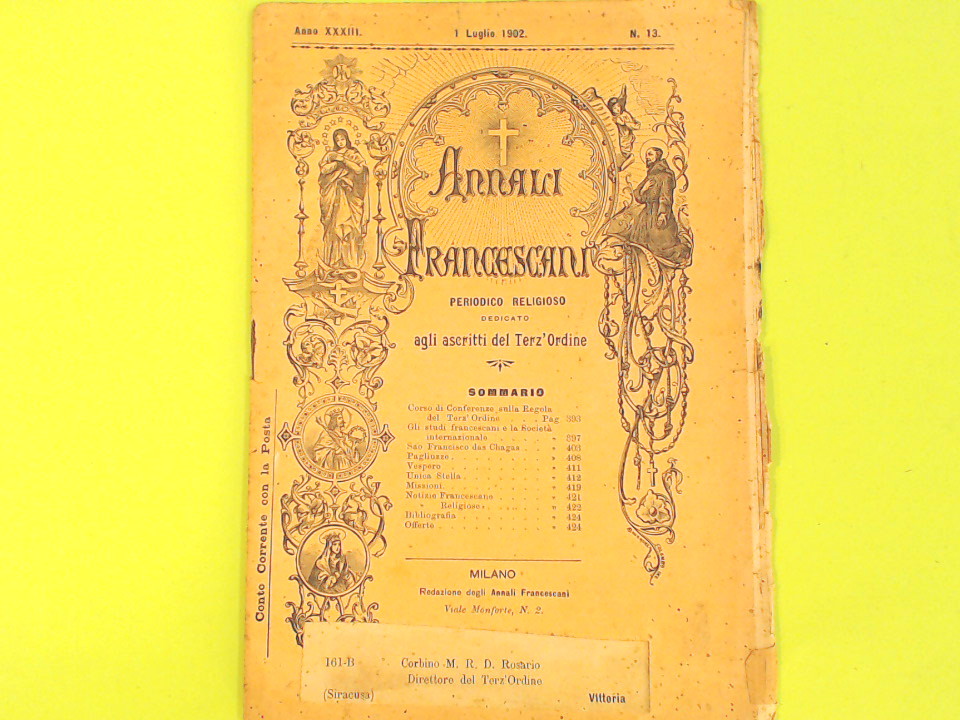 Anno XXXIII. 1 Luglio 1902. N. 13.
ANNALI
FRANCESCANI
PERIODICO RELIGIOSO
DEDICATO
agli ascritti del Terz'Ordine
SOMMARIO
Corso di Conferenze sulla Regola
del Terz'Ordine . . . Pag 393
Gli studi francescani e la Società
internazionale . . . . . » 397
Sao Francisco das Chagas . . » 403
Pagliuzze . . . . . . . . » 408
Vespero . . . . . . . . » 411
Unica Stella . . . . . . . » 412
Missioni . . . . . . . . » 419
Notizie Francescane . . . . . » 421
» Religiose . . . . . . » 422
Bibliografia . . . . . . . » 424
Offerte . . . . . . . . » 424
MILANO
Redazione degli Annali Francescani
Viale Monforte, N. 2.
Conto Corrente con la Posta
161-B Corbino M. R. D. Rosario
Direttore del Terz'Ordine
(Siracusa) Vittoria